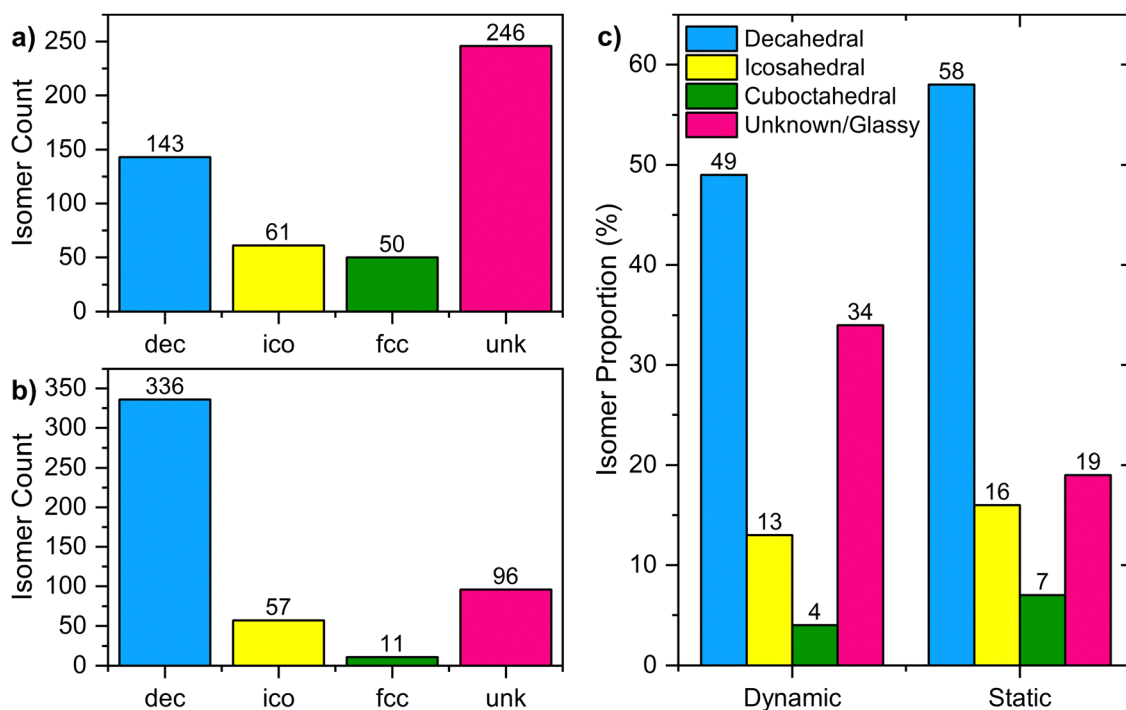 a)
Isomer Count
250
200
150
100
50
0
143
61
50
246
dec ico fcc unk
b)
Isomer Count
350
300
250
200
150
100
50
0
336
57
11
96
dec ico fcc unk
c)
Isomer Proportion (%)
60
50
40
30
20
10
0
Decahedral
Icosahedral
Cuboctahedral
Unknown/Glassy
49
13
4
34
58
16
7
19
Dynamic Static